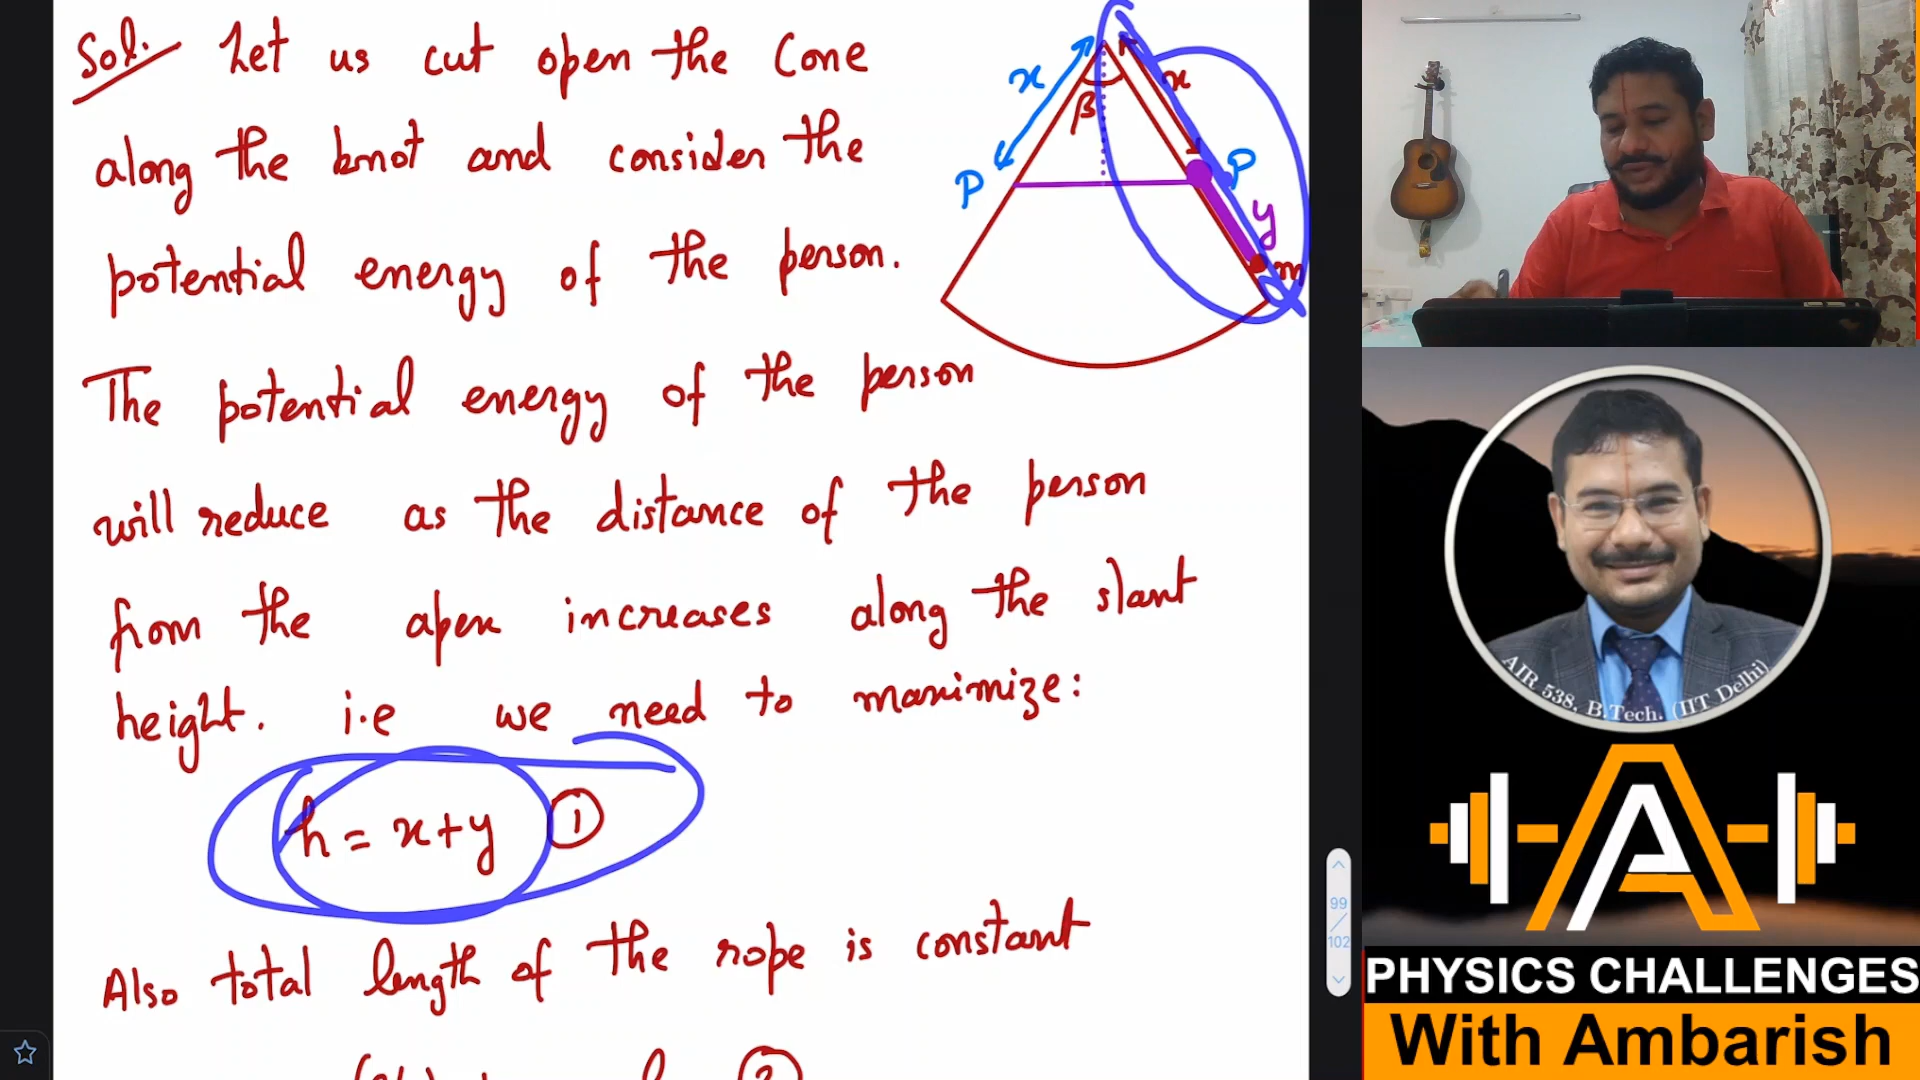 Sol. Let us cut open the Cone
along the knot and consider the
potential energy of the person.
The potential energy of the person
will reduce as the distance of the person
from the apex increases along the slant
height. i.e we need to maximize:
h = x+y ①
Also total length of the rope is constant
②
x
β
x
P
P
y
m
99
/
102
AIR 538, B.Tech. (IIT Delhi)
A
PHYSICS CHALLENGES
With Ambarish